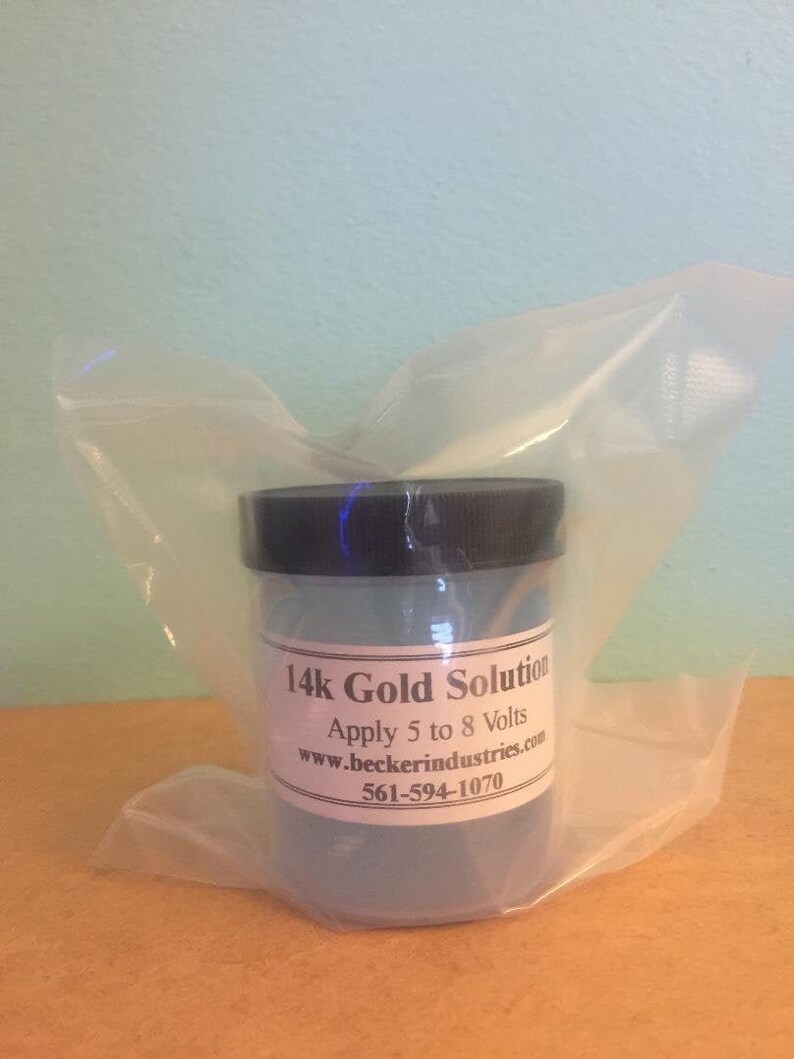 14k Gold Solution
Apply 5 to 8 Volts
www.beckerindustries.com
561-594-1070